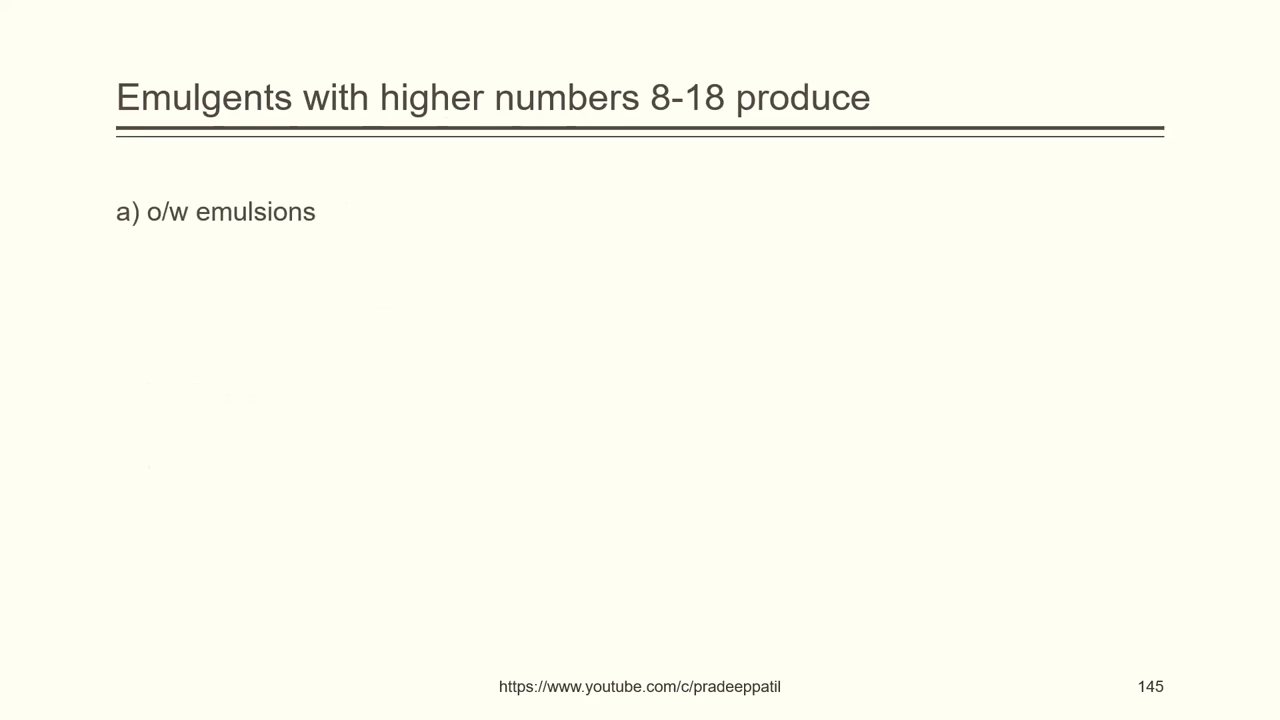 Emulgents with higher numbers 8-18 produce
a) o/w emulsions
https://www.youtube.com/c/pradeeppatil
145